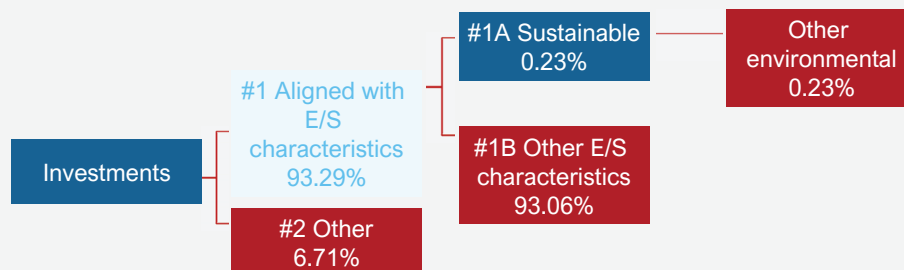 Investments
#1 Aligned with
E/S
characteristics
93.29%
#2 Other
6.71%
#1A Sustainable
0.23%
#1B Other E/S
characteristics
93.06%
Other
environmental
0.23%